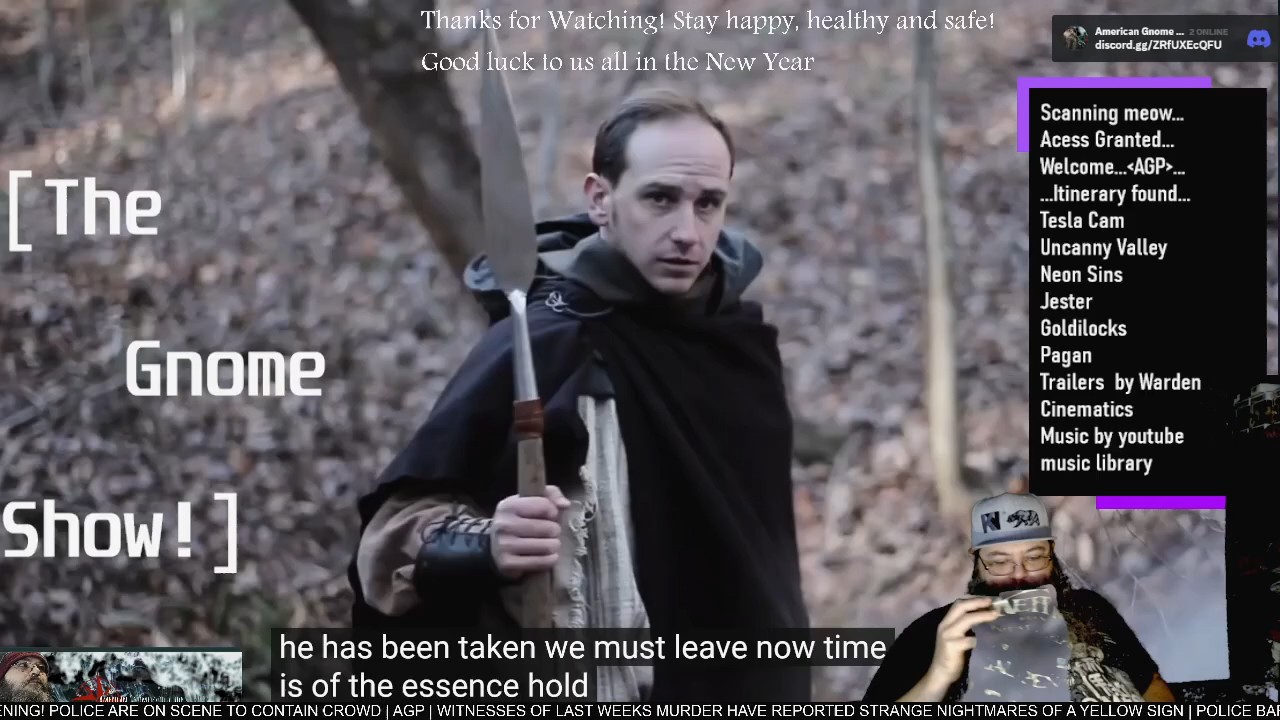 Thanks for Watching! Stay happy, healthy and safe!
Good luck to us all in the New Year
American Gnome ... 2 ONLINE
discord.gg/ZRfUXEcQFU
Scanning meow...
Acess Granted...
Welcome...<AGP>...
...Itinerary found...
Tesla Cam
Uncanny Valley
Neon Sins
Jester
Goldilocks
Pagan
Trailers by Warden
Cinematics
Music by youtube
music library
[ The
Gnome
Show! ]
he has been taken we must leave now time
is of the essence hold
ENING! POLICE ARE ON SCENE TO CONTAIN CROWD | AGP | WITNESSES OF LAST WEEKS MURDER HAVE REPORTED STRANGE NIGHTMARES OF A YELLOW SIGN | POLICE BA